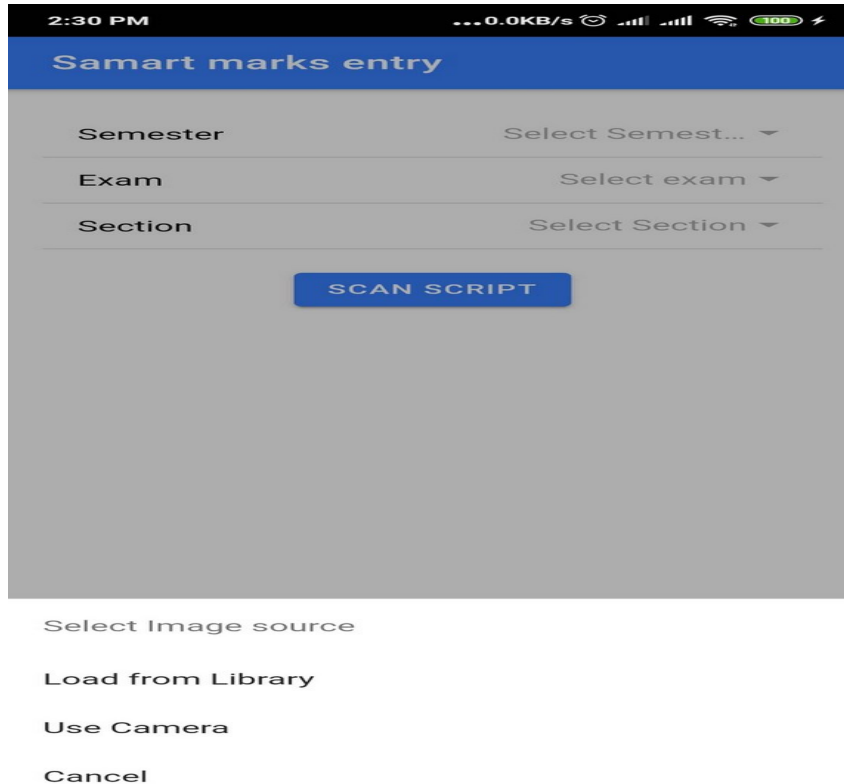 2:30 PM ...0.0KB/s 100
Samart marks entry
Semester Select Semest...
Exam Select exam
Section Select Section
SCAN SCRIPT
Select Image source
Load from Library
Use Camera
Cancel